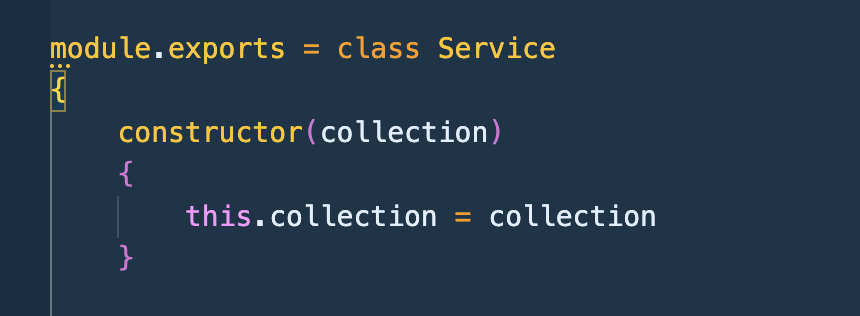 module.exports = class Service
{
    constructor(collection)
    {
        this.collection = collection
    }